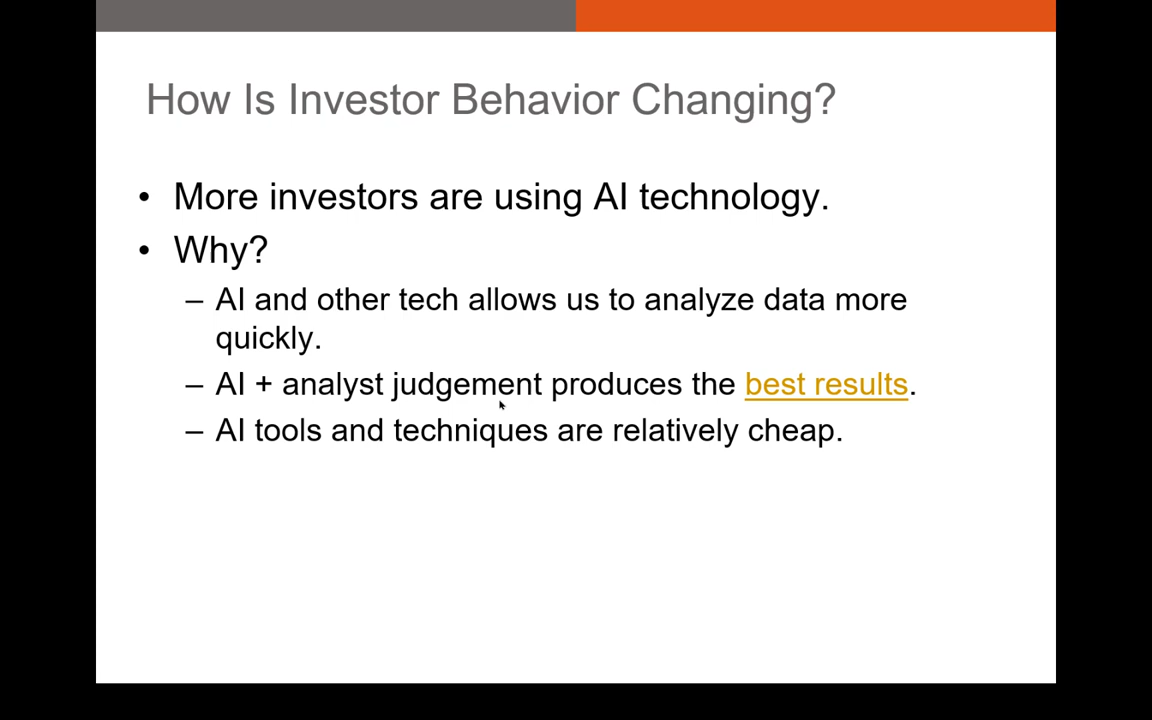 How Is Investor Behavior Changing?
• More investors are using AI technology.
• Why?
– AI and other tech allows us to analyze data more
quickly.
– AI + analyst judgement produces the best results.
– AI tools and techniques are relatively cheap.